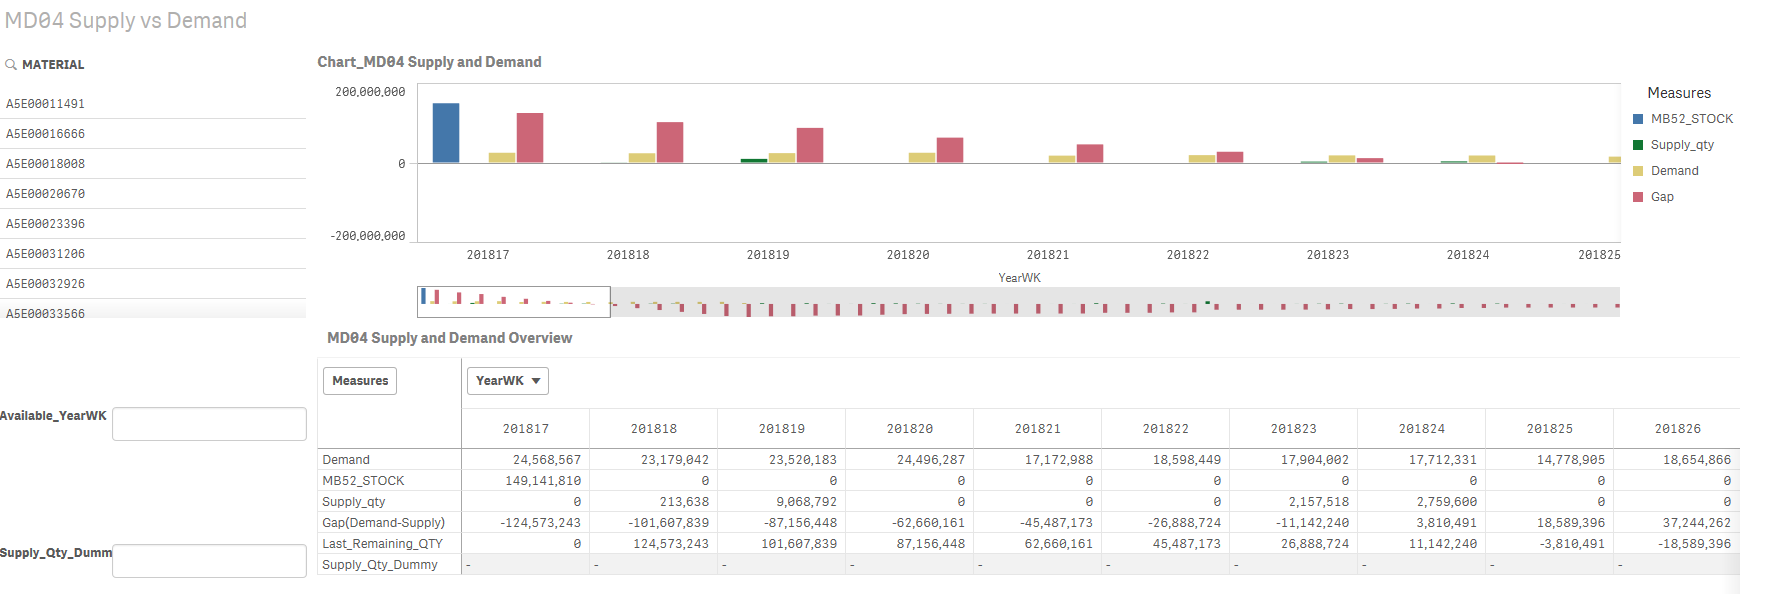 MD04 Supply vs Demand
MATERIAL
A5E00011491
A5E00016666
A5E00018008
A5E00020670
A5E00023396
A5E00031206
A5E00032926
A5E00033566
Available_YearWK
Supply_Qty_Dumm
Chart_MD04 Supply and Demand
200,000,000
0
-200,000,000
201817 201818 201819 201820 201821 201822 201823 201824 201825
YearWK
Measures
MB52_STOCK
Supply_qty
Demand
Gap
MD04 Supply and Demand Overview
Measures YearWK
201817 201818 201819 201820 201821 201822 201823 201824 201825 201826
Demand 24,568,567 23,179,042 23,520,183 24,496,287 17,172,988 18,598,449 17,904,002 17,712,331 14,778,905 18,654,866
MB52_STOCK 149,141,810 0 0 0 0 0 0 0 0 0
Supply_qty 0 213,638 9,068,792 0 0 0 2,157,518 2,759,600 0 0
Gap(Demand-Supply) -124,573,243 -101,607,839 -87,156,448 -62,660,161 -45,487,173 -26,888,724 -11,142,240 3,810,491 18,589,396 37,244,262
Last_Remaining_QTY 0 124,573,243 101,607,839 87,156,448 62,660,161 45,487,173 26,888,724 11,142,240 -3,810,491 -18,589,396
Supply_Qty_Dummy - - - - - - - - - -